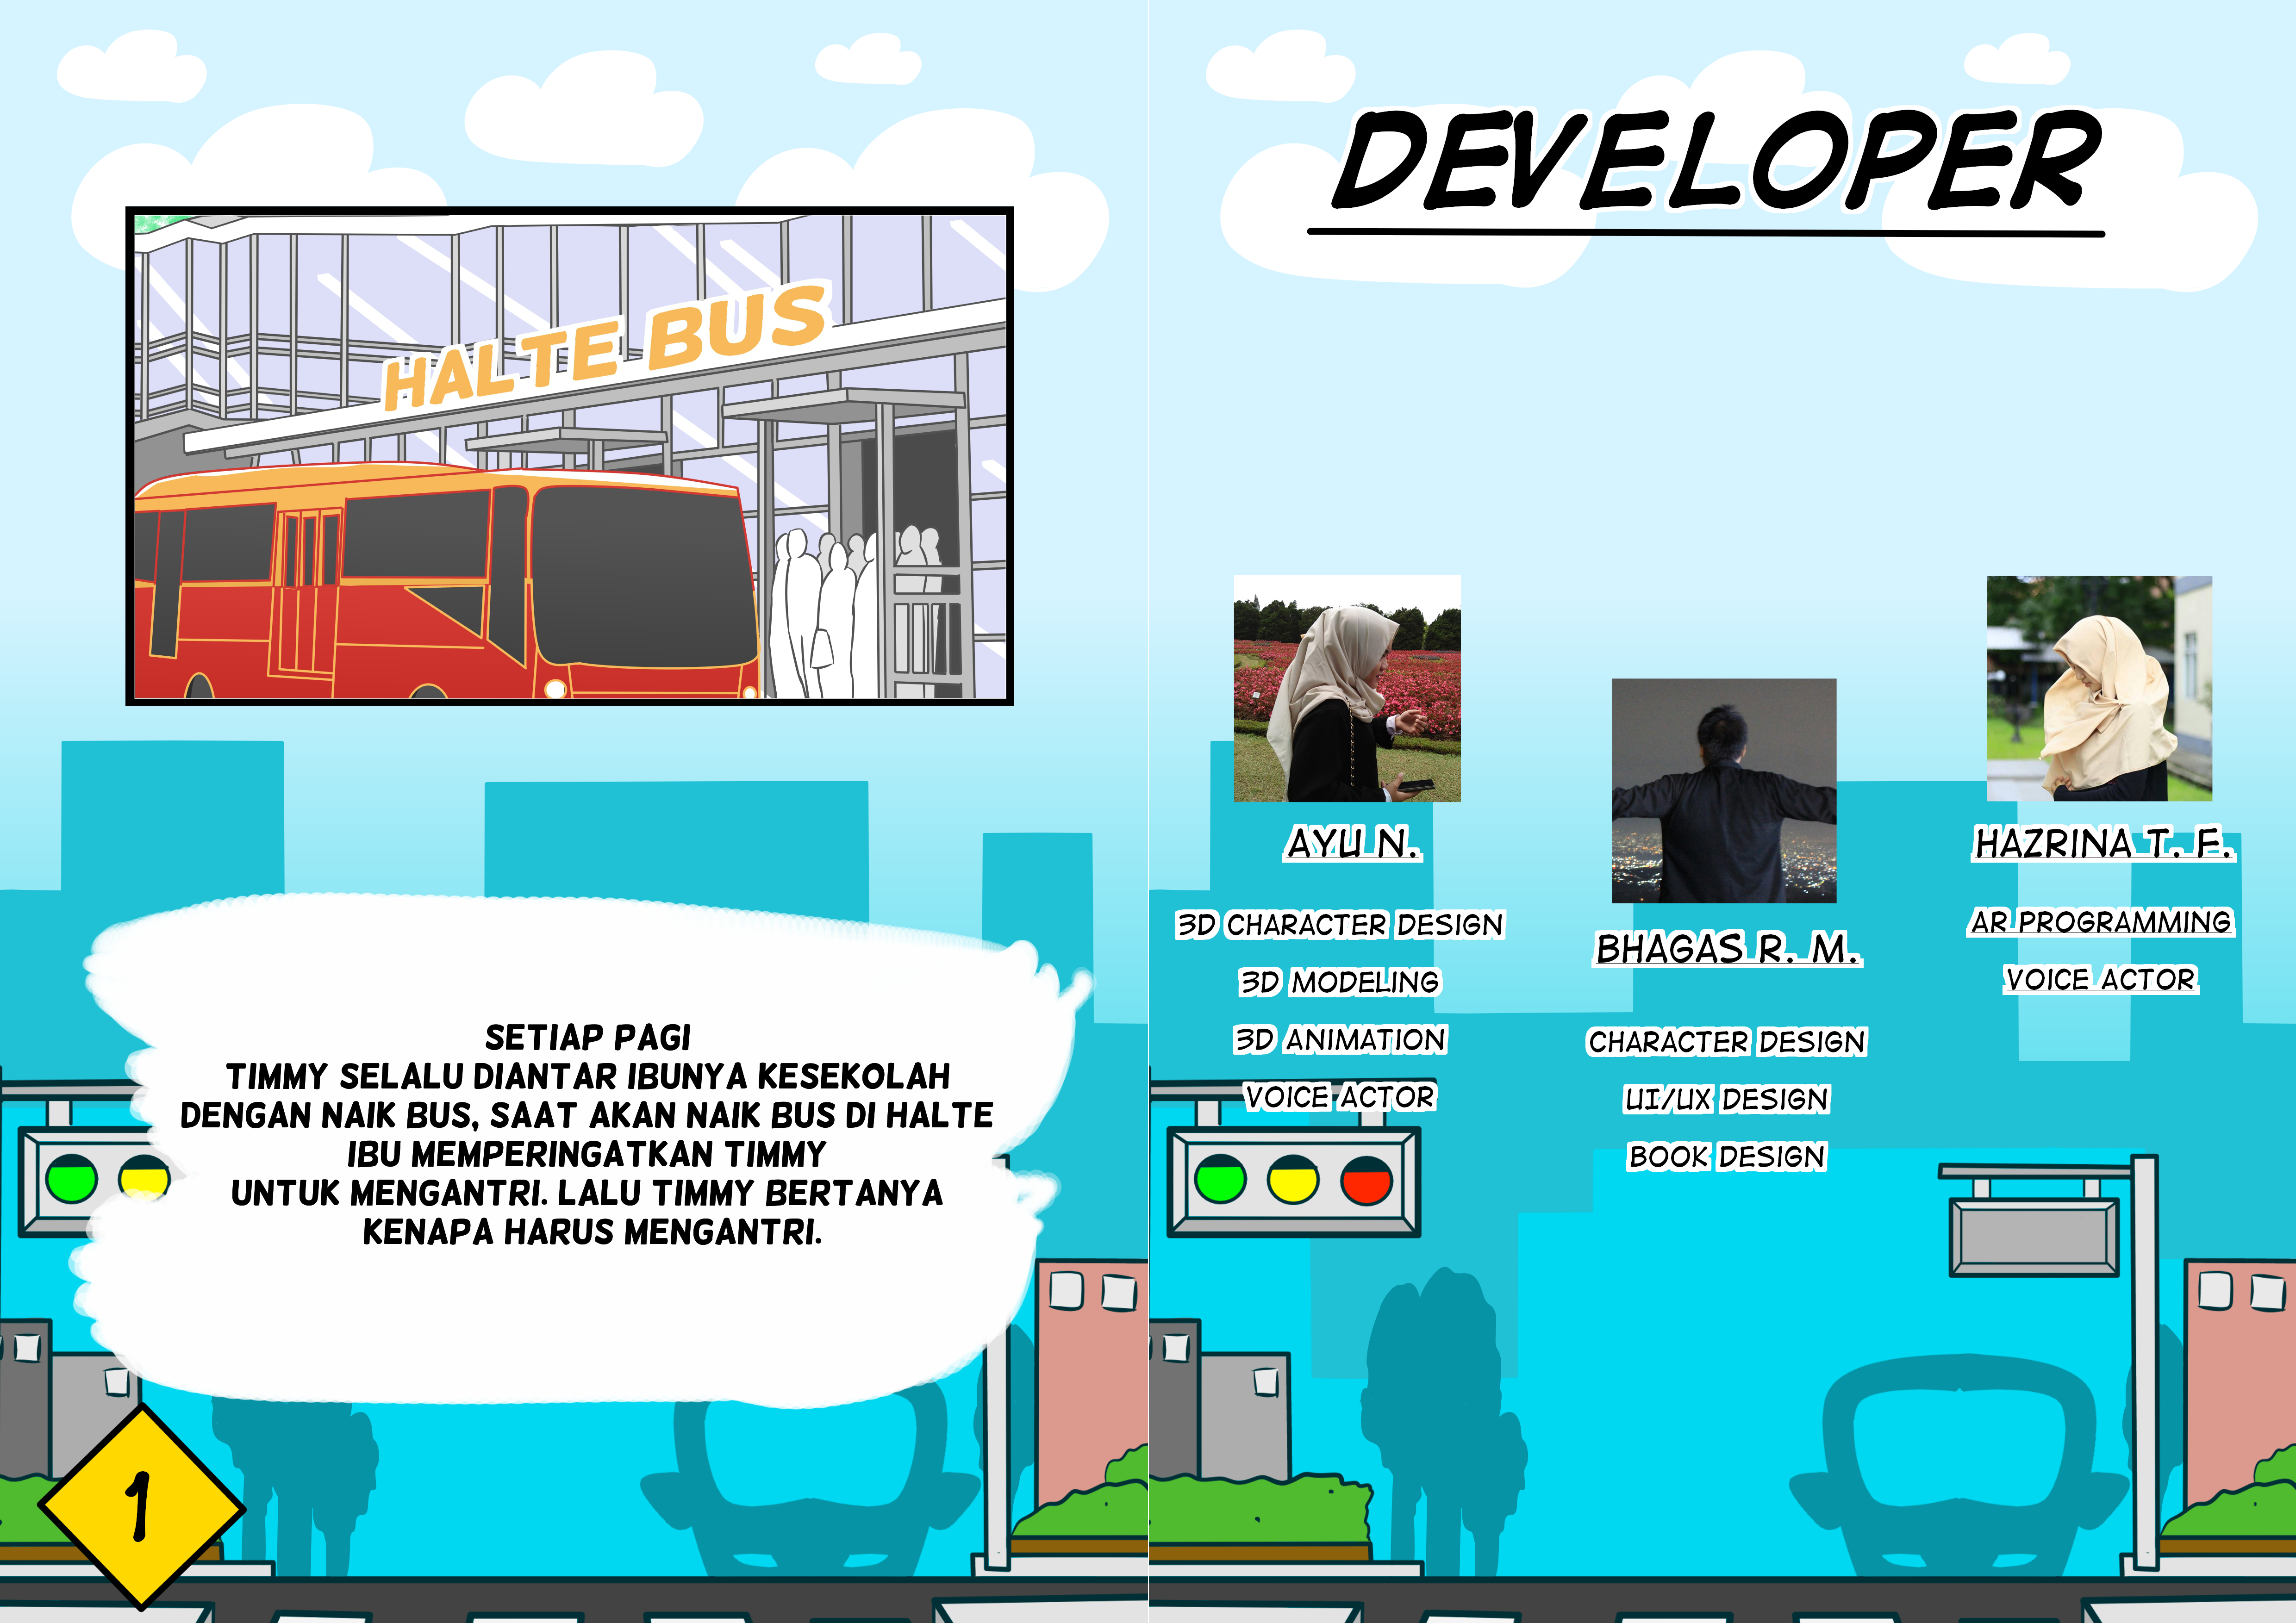 HALTE BUS
SETIAP PAGI
TIMMY SELALU DIANTAR IBUNYA KESEKOLAH
DENGAN NAIK BUS, SAAT AKAN NAIK BUS DI HALTE
IBU MEMPERINGATKAN TIMMY
UNTUK MENGANTRI. LALU TIMMY BERTANYA
KENAPA HARUS MENGANTRI.
1
DEVELOPER
AYU N.
3D CHARACTER DESIGN
3D MODELING
3D ANIMATION
VOICE ACTOR
BHAGAS R. M.
CHARACTER DESIGN
UI/UX DESIGN
BOOK DESIGN
HAZRINA T. F.
AR PROGRAMMING
VOICE ACTOR